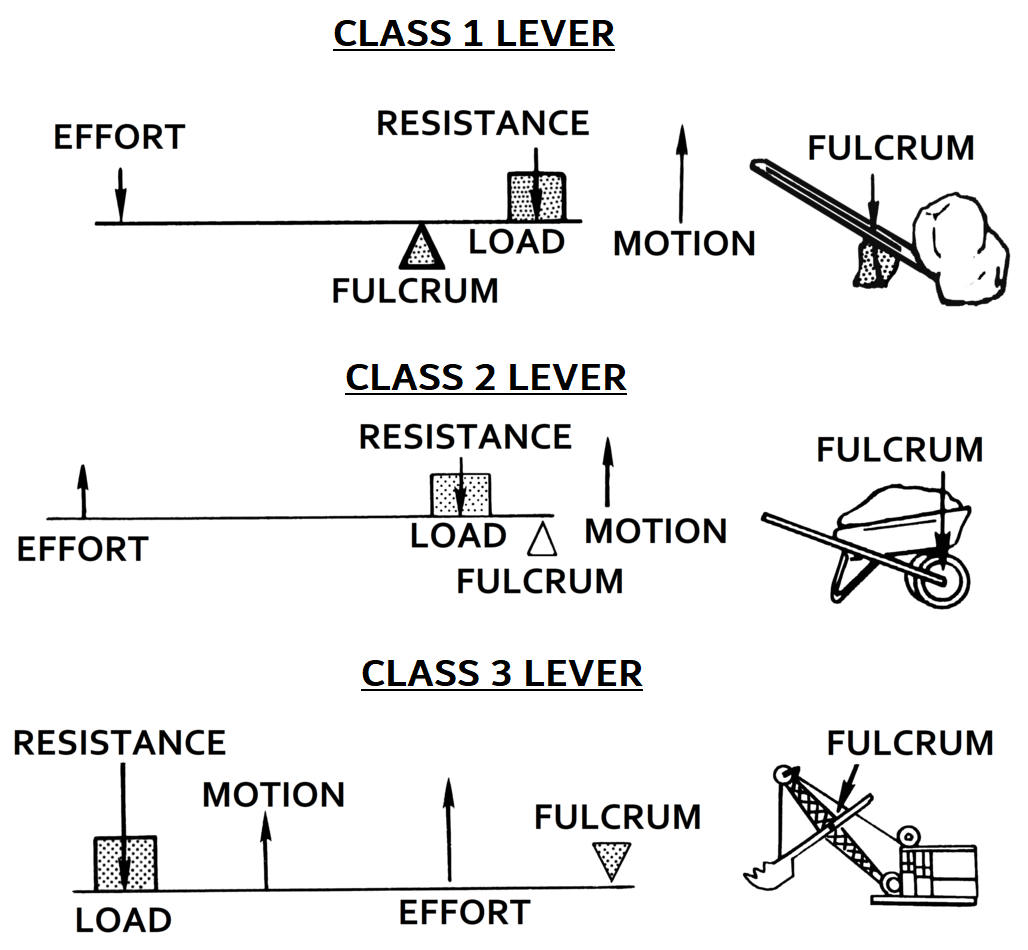 CLASS 1 LEVER
EFFORT
RESISTANCE
FULCRUM
LOAD
MOTION
FULCRUM
CLASS 2 LEVER
RESISTANCE
FULCRUM
EFFORT
LOAD
MOTION
FULCRUM
CLASS 3 LEVER
RESISTANCE
FULCRUM
MOTION
FULCRUM
LOAD
EFFORT